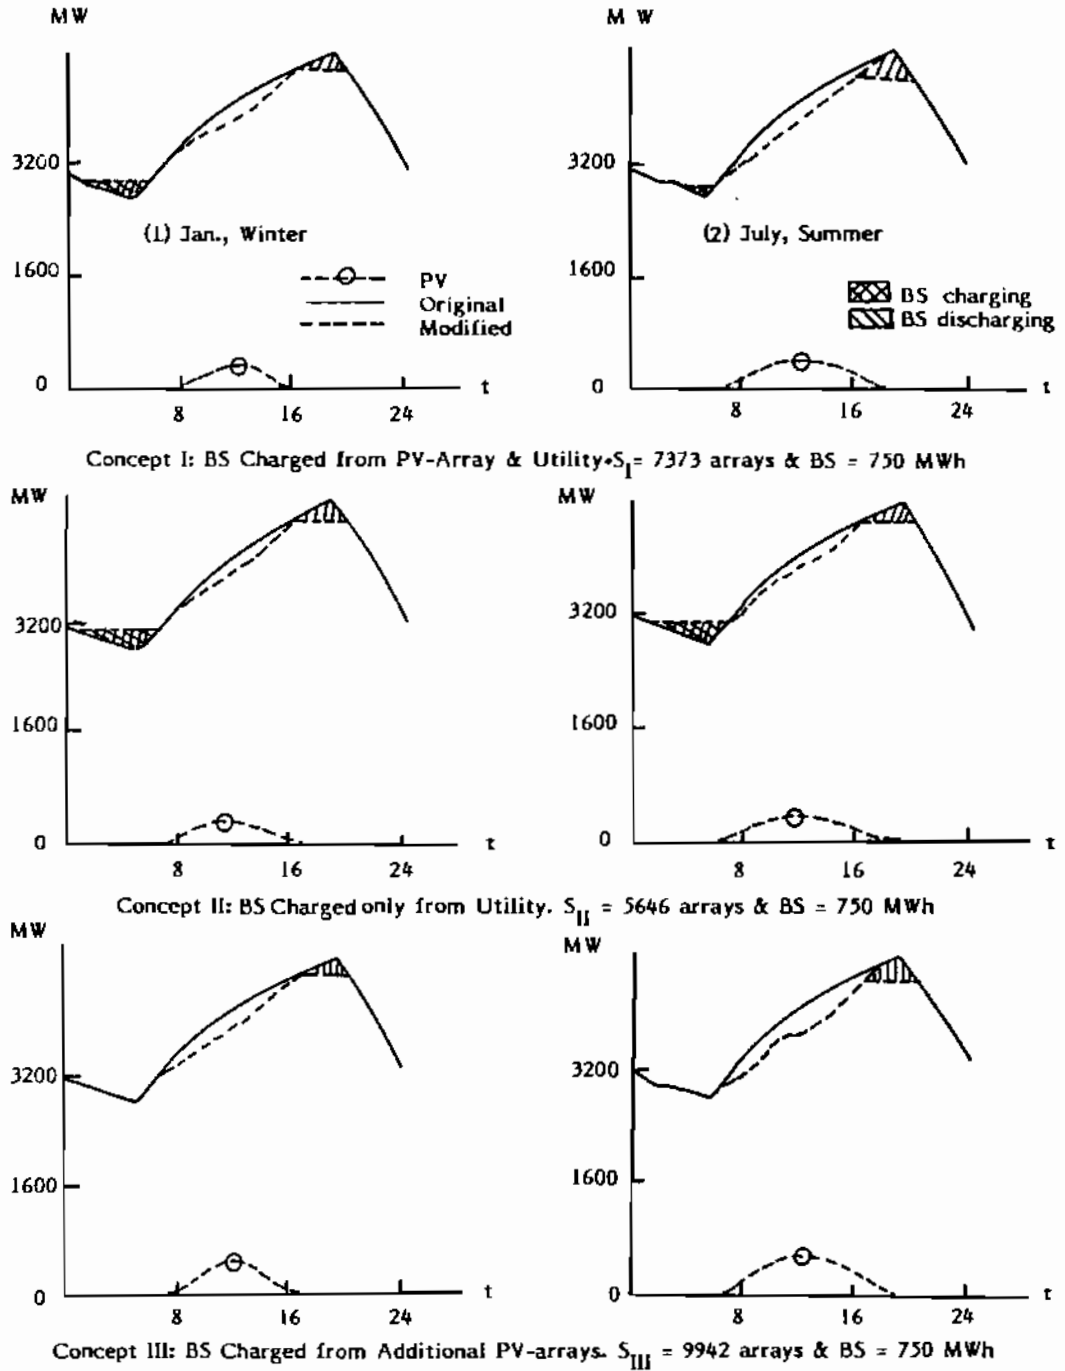 MW
M W
3200
3200
(1) Jan., Winter
(2) July, Summer
1600
1600
PV
Original
Modified
BS charging
BS discharging
0
8
16
24
t
0
8
16
24
t
Concept I: BS Charged from PV-Array & Utility. S_I = 7373 arrays & BS = 750 MWh
MW
MW
3200
3200
1600
1600
0
8
16
24
t
0
8
16
24
t
Concept II: BS Charged only from Utility. S_II = 5646 arrays & BS = 750 MWh
MW
MW
3200
3200
1600
1600
0
8
16
24
t
0
8
16
24
t
Concept III: BS Charged from Additional PV-arrays. S_III = 9942 arrays & BS = 750 MWh